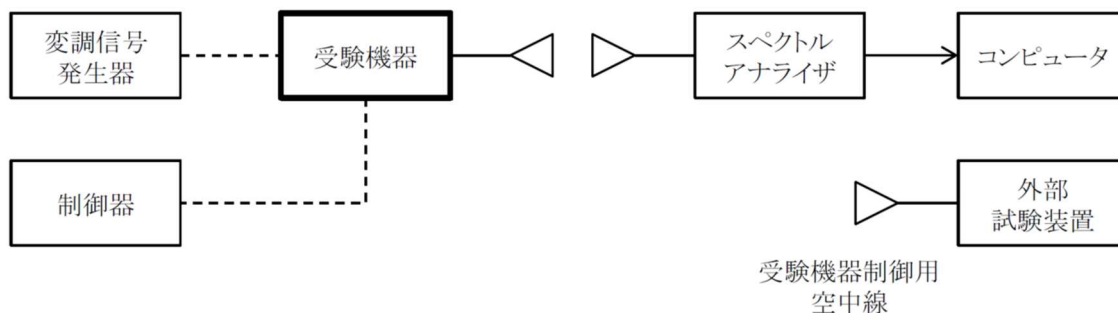 変調信号
発生器
受験機器
スペクトル
アナライザ
コンピュータ
制御器
外部
試験装置
受験機器制御用
空中線